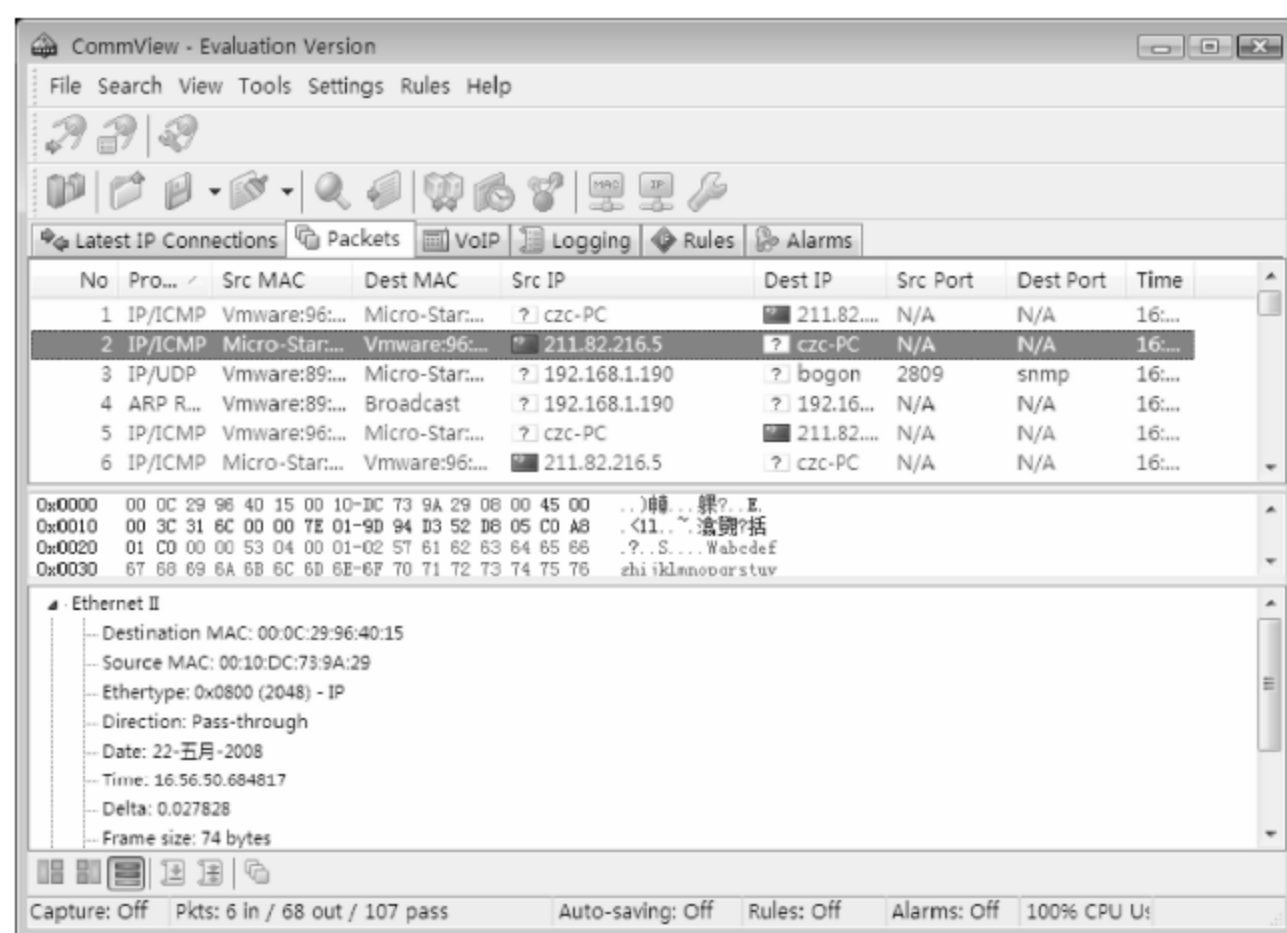 CommView - Evaluation Version
File Search View Tools Settings Rules Help
MAC IP
Latest IP Connections Packets VoIP Logging Rules Alarms
No Pro... Src MAC Dest MAC Src IP Dest IP Src Port Dest Port Time
1 IP/ICMP Vmware:96:... Micro-Star:... ? czc-PC 211.82.... N/A N/A 16:...
2 IP/ICMP Micro-Star:... Vmware:96:... 211.82.216.5 ? czc-PC N/A N/A 16:...
3 IP/UDP Vmware:89:... Micro-Star:... ? 192.168.1.190 ? bogon 2809 snmp 16:...
4 ARP R... Vmware:89:... Broadcast ? 192.168.1.190 ? 192.16... N/A N/A 16:...
5 IP/ICMP Vmware:96:... Micro-Star:... ? czc-PC 211.82.... N/A N/A 16:...
6 IP/ICMP Micro-Star:... Vmware:96:... 211.82.216.5 ? czc-PC N/A N/A 16:...
0x0000 00 0C 29 96 40 15 00 10-DC 73 9A 29 08 00 45 00
0x0010 00 3C 31 6C 00 00 7E 01-9D 94 D3 52 D8 05 C0 A8
0x0020 01 C0 00 00 53 04 00 01-02 57 61 62 63 64 65 66 .?..S....Wabcdef
0x0030 67 68 69 6A 6B 6C 6D 6E-6F 70 71 72 73 74 75 76 ghijklmnopqrstuv
Ethernet II
Destination MAC: 00:0C:29:96:40:15
Source MAC: 00:10:DC:73:9A:29
Ethertype: 0x0800 (2048) - IP
Direction: Pass-through
Date: 22-五月-2008
Time: 16.56.50.684817
Delta: 0.027828
Frame size: 74 bytes
Capture: Off Pkts: 6 in / 68 out / 107 pass Auto-saving: Off Rules: Off Alarms: Off 100% CPU